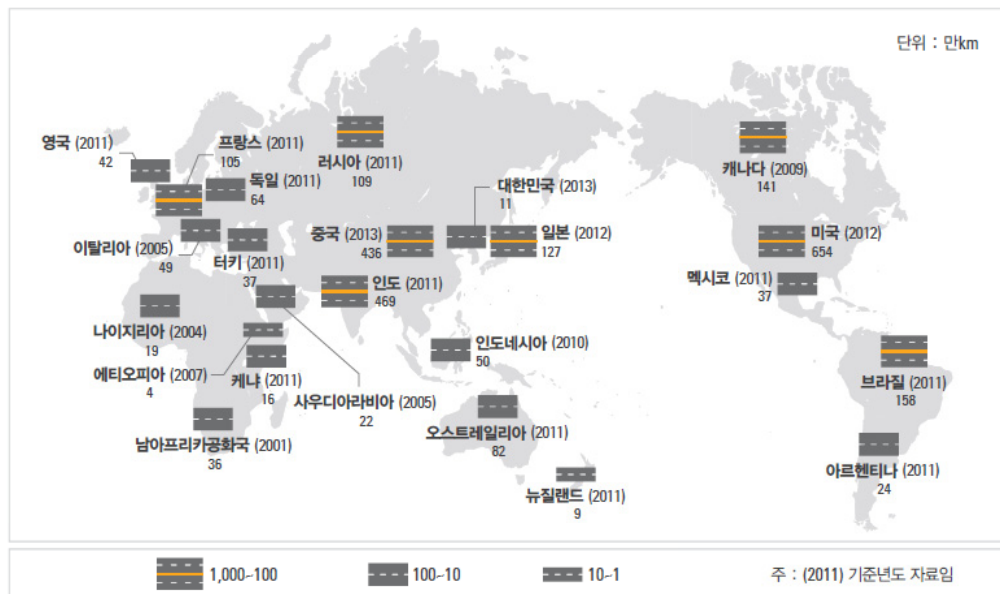 단위 : 만km
영국 (2011)
42
프랑스 (2011)
105
독일 (2011)
64
러시아 (2011)
109
캐나다 (2009)
141
대한민국 (2013)
11
이탈리아 (2005)
49
터키 (2011)
37
중국 (2013)
436
일본 (2012)
127
미국 (2012)
654
인도 (2011)
469
멕시코 (2011)
37
나이지리아 (2004)
19
에티오피아 (2007)
4
케냐 (2011)
16
사우디아라비아 (2005)
22
인도네시아 (2010)
50
브라질 (2011)
158
남아프리카공화국 (2001)
36
오스트레일리아 (2011)
82
아르헨티나 (2011)
24
뉴질랜드 (2011)
9
1,000~100
100~10
10~1
주 : (2011) 기준년도 자료임